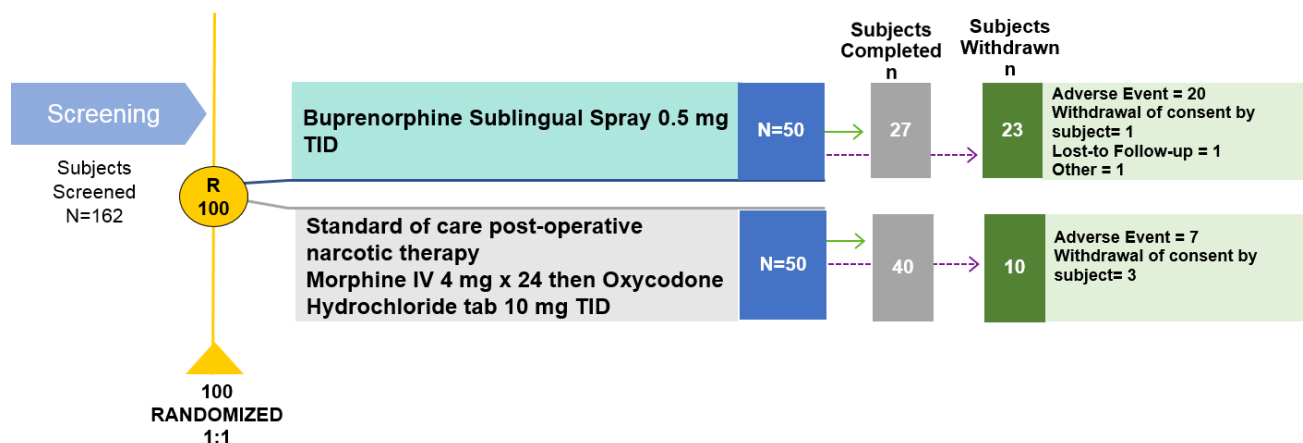 Screening
Subjects
Screened
N=162
R
100
100
RANDOMIZED
1:1
Subjects
Completed
n
Subjects
Withdrawn
n
Buprenorphine Sublingual Spray 0.5 mg
TID
N=50
27
23
Adverse Event = 20
Withdrawal of consent by
subject= 1
Lost-to Follow-up = 1
Other = 1
Standard of care post-operative
narcotic therapy
Morphine IV 4 mg x 24 then Oxycodone
Hydrochloride tab 10 mg TID
N=50
40
10
Adverse Event = 7
Withdrawal of consent by
subject= 3